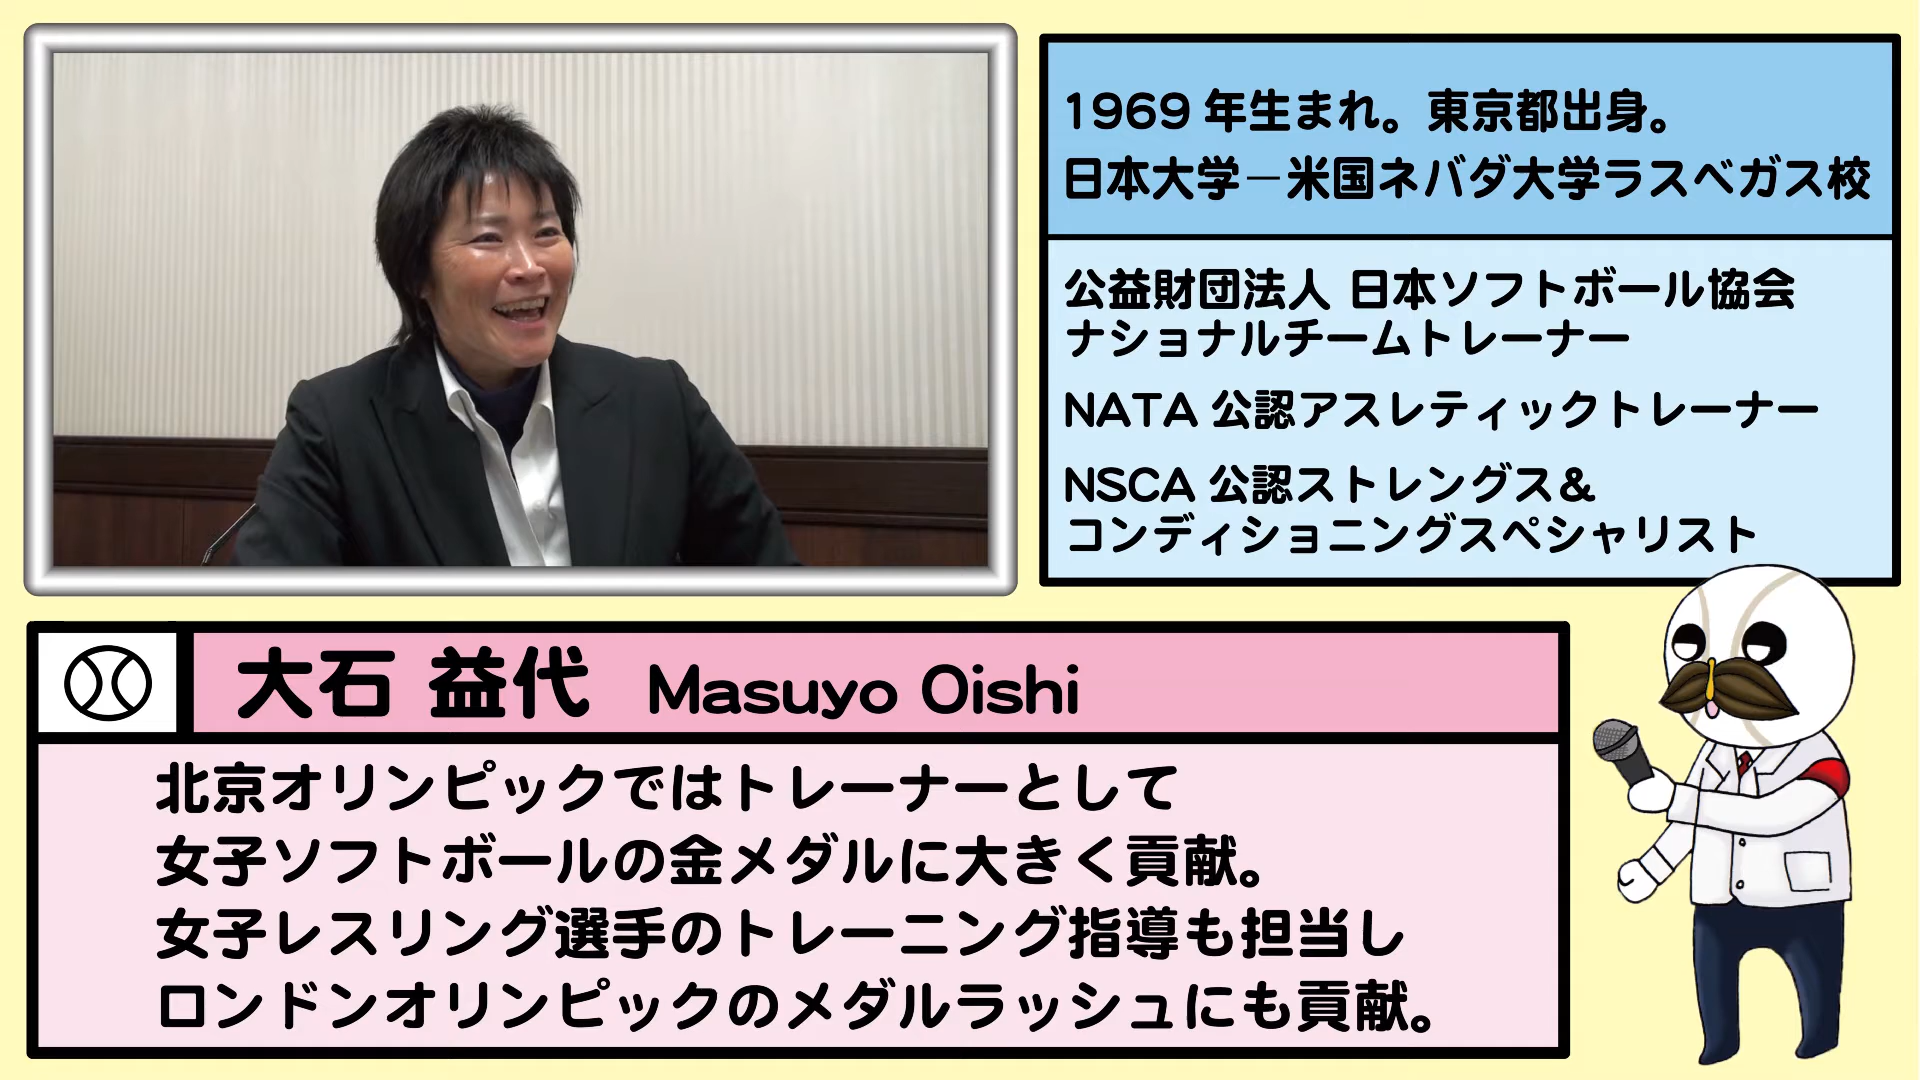 1969年生まれ。東京都出身。
日本大学－米国ネバダ大学ラスベガス校
公益財団法人 日本ソフトボール協会
ナショナルチームトレーナー
NATA 公認アスレティックトレーナー
NSCA 公認ストレングス＆
コンディショニングスペシャリスト
大石 益代 Masuyo Oishi
北京オリンピックではトレーナーとして
女子ソフトボールの金メダルに大きく貢献。
女子レスリング選手のトレーニング指導も担当し
ロンドンオリンピックのメダルラッシュにも貢献。